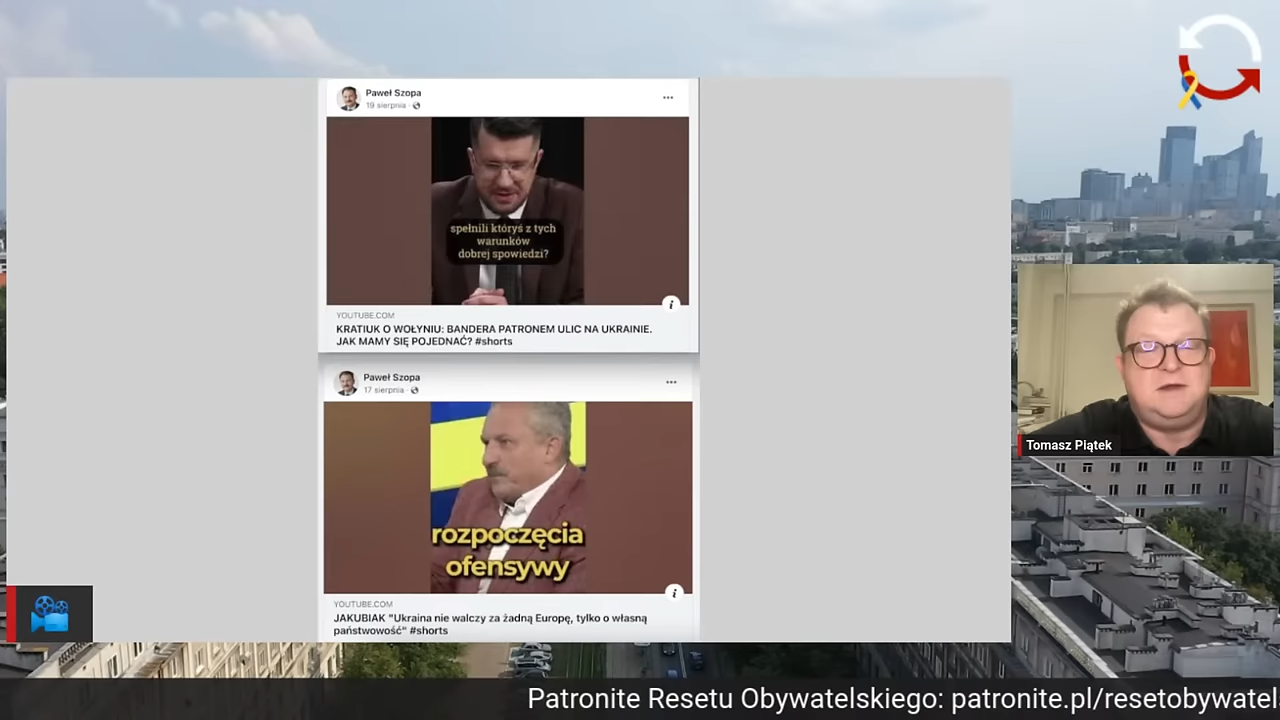 Paweł Szopa
19 sierpnia
spełnili któryś z tych
warunków
dobrej spowiedzi?
YOUTUBE.COM
KRATIUK O WOŁYNIU: BANDERA PATRONEM ULIC NA UKRAINIE.
JAK MAMY SIĘ POJEDNAĆ? #shorts
Paweł Szopa
17 sierpnia
rozpoczęcia
ofensywy
YOUTUBE.COM
JAKUBIAK "Ukraina nie walczy za żadną Europę, tylko o własną
państwowość" #shorts
Tomasz Piątek
Patronite Resetu Obywatelskiego: patronite.pl/resetobywatel